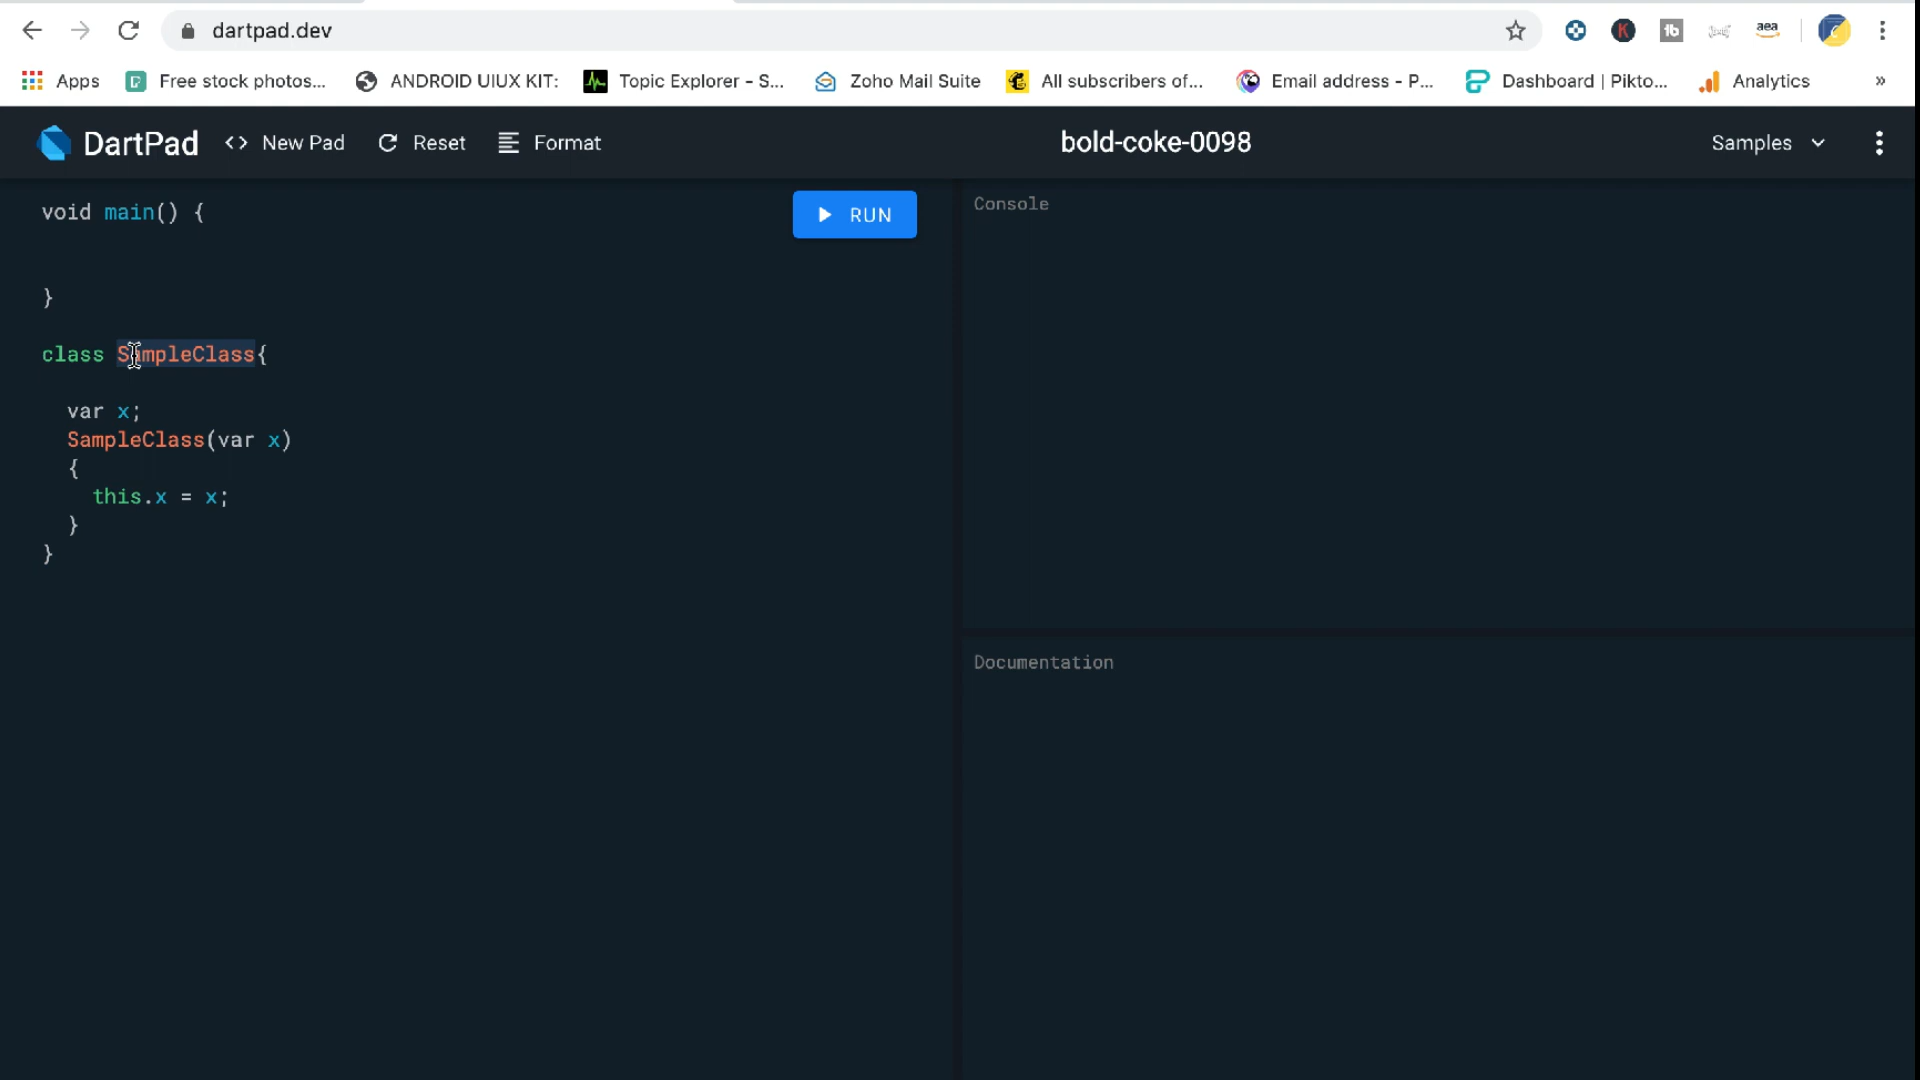 dartpad.dev
Apps Free stock photos... ANDROID UIUX KIT: Topic Explorer - S... Zoho Mail Suite All subscribers of... Email address - P... Dashboard | Pikto... Analytics »
DartPad <> New Pad Reset Format bold-coke-0098 Samples
void main() {
RUN
Console
}
class SampleClass{
var x;
SampleClass(var x)
{
this.x = x;
}
}
Documentation